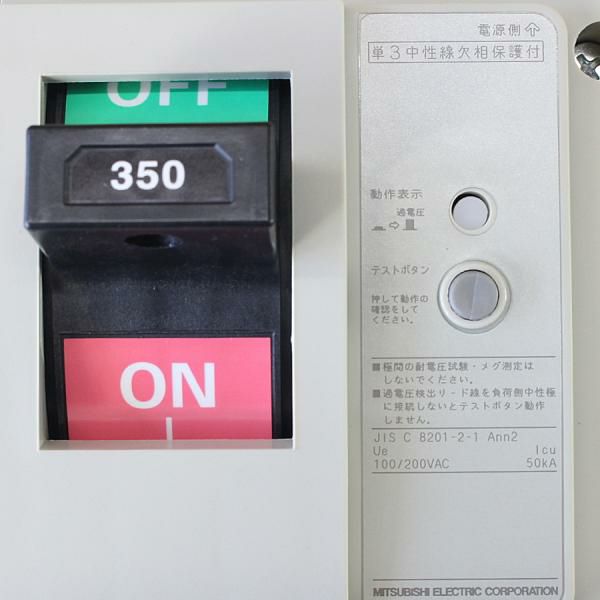 OFF
350
ON
電源側
単3中性線欠相保護付
動作表示
過電圧
テストボタン
押して動作の
確認をして
ください。
■極間の耐電圧試験・メグ測定は
しないでください。
■過電圧検出リード線を負荷側中性極
に接続しないとテストボタン動作
しません。
JIS C 8201-2-1 Ann2
Ue Icu
100/200VAC 50kA
MITSUBISHI ELECTRIC CORPORATION